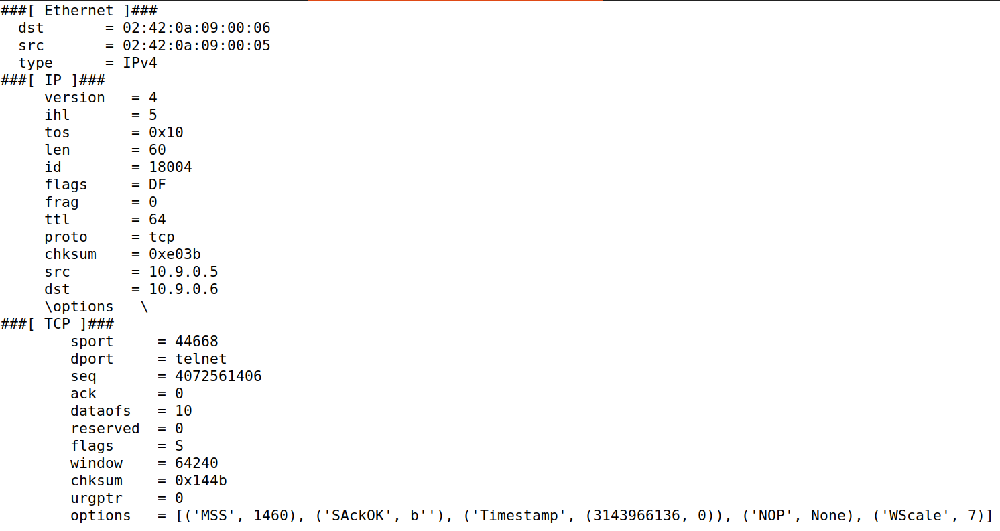 ###[ Ethernet ]###
  dst       = 02:42:0a:09:00:06
  src       = 02:42:0a:09:00:05
  type      = IPv4
###[ IP ]###
     version   = 4
     ihl       = 5
     tos       = 0x10
     len       = 60
     id        = 18004
     flags     = DF
     frag      = 0
     ttl       = 64
     proto     = tcp
     chksum    = 0xe03b
     src       = 10.9.0.5
     dst       = 10.9.0.6
     \options   \
###[ TCP ]###
        sport     = 44668
        dport     = telnet
        seq       = 4072561406
        ack       = 0
        dataofs   = 10
        reserved  = 0
        flags     = S
        window    = 64240
        chksum    = 0x144b
        urgptr    = 0
        options   = [('MSS', 1460), ('SAckOK', b''), ('Timestamp', (3143966136, 0)), ('NOP', None), ('WScale', 7)]